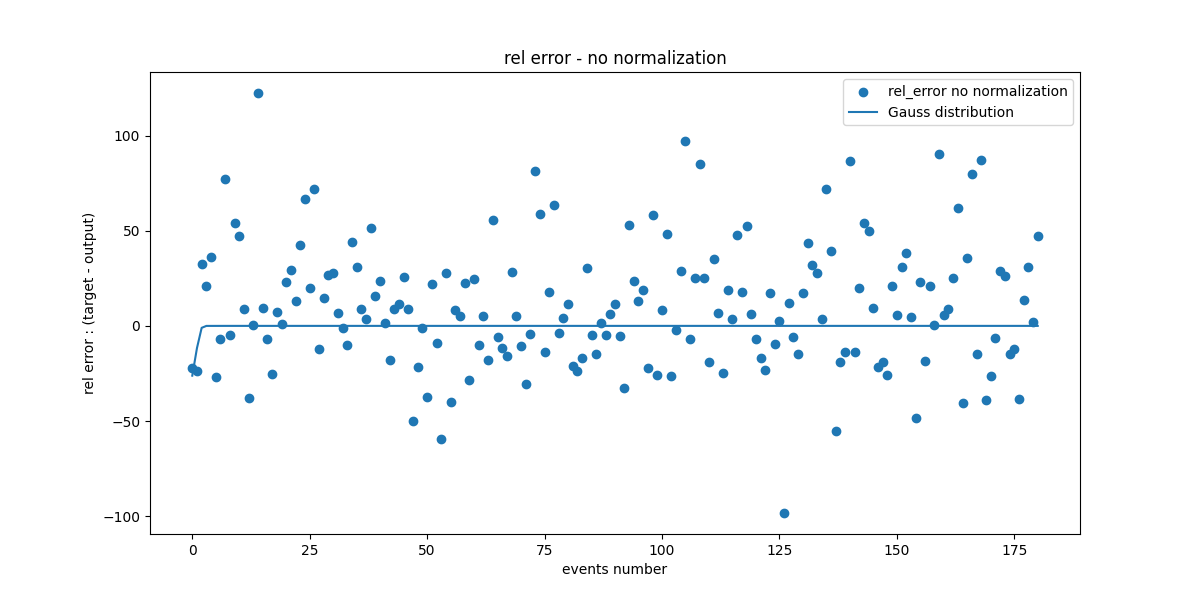 rel error - no normalization
rel_error no normalization
Gauss distribution
rel error : (target - output)
100
50
0
−50
−100
0 25 50 75 100 125 150 175
events number